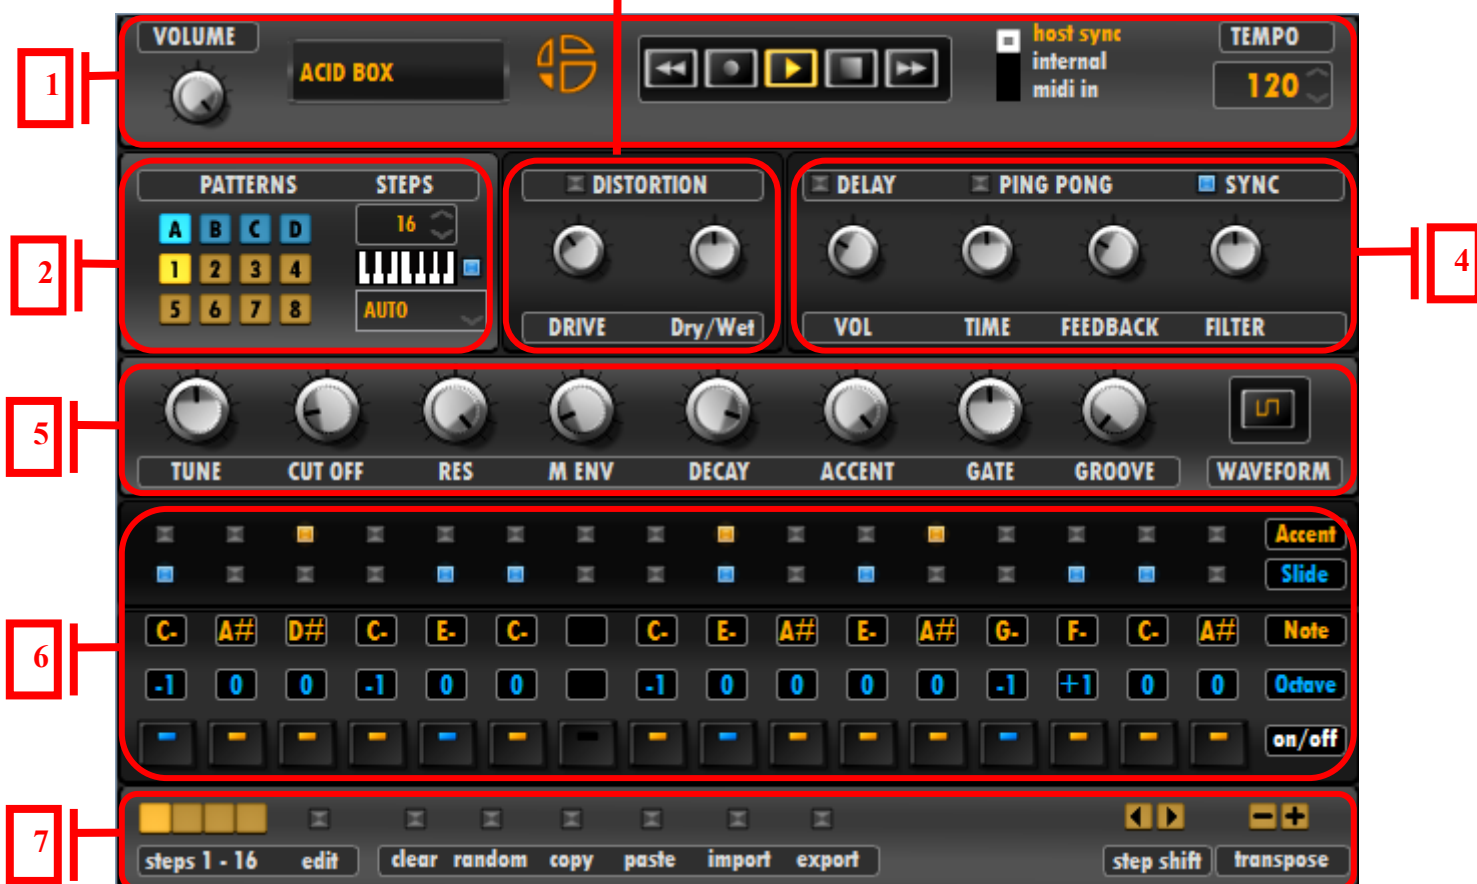 VOLUME
ACID BOX
host sync
internal
midi in
TEMPO
120
1
PATTERNS STEPS
A B C D
16
1 2 3 4
5 6 7 8
AUTO
2
DISTORTION
DRIVE Dry/Wet
DELAY PING PONG SYNC
VOL TIME FEEDBACK FILTER
4
5
TUNE CUT OFF RES M ENV DECAY ACCENT GATE GROOVE WAVEFORM
Accent
Slide
C- A# D# C- E- C- C- E- A# E- A# G- F- C- A# Note
6
-1 0 0 -1 0 0 -1 0 0 0 0 -1 +1 0 0 Octave
on/off
7
steps 1 - 16 edit clear random copy paste import export step shift transpose